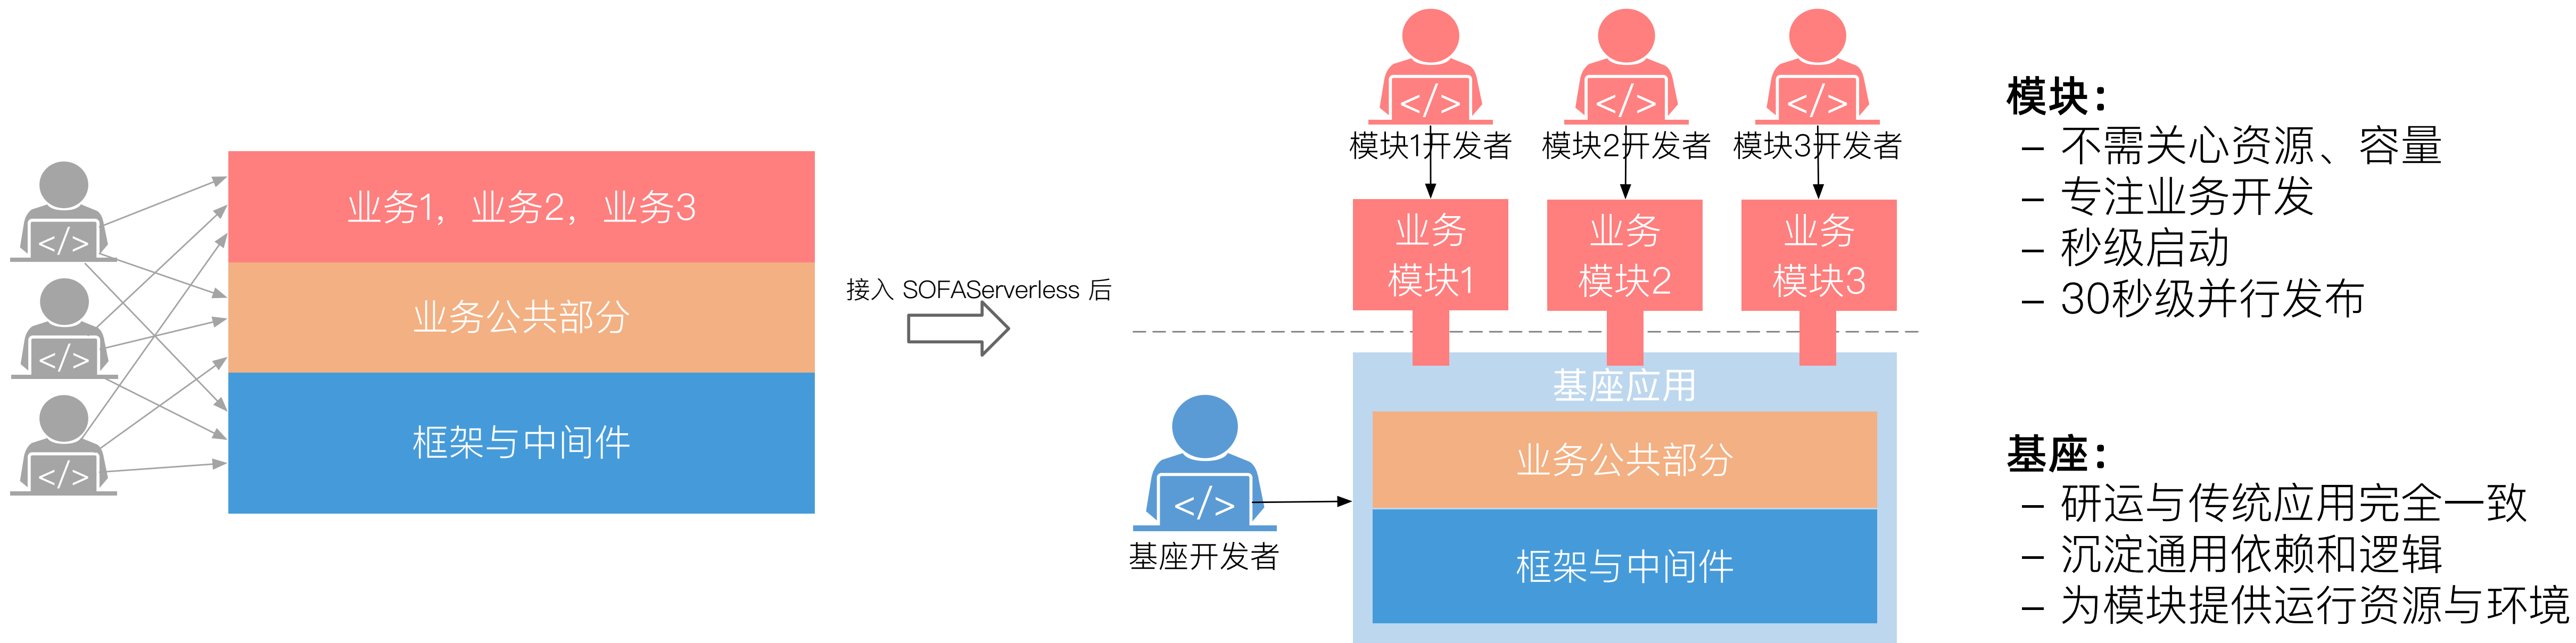 业务1，业务2，业务3
业务公共部分
框架与中间件
接入 SOFAServerless 后
</>
</>
</>
</>
</>
</>
模块1开发者
模块2开发者
模块3开发者
业务
模块1
业务
模块2
业务
模块3
基座应用
业务公共部分
框架与中间件
</>
基座开发者
模块：
– 不需关心资源、容量
– 专注业务开发
– 秒级启动
– 30秒级并行发布
基座：
– 研运与传统应用完全一致
– 沉淀通用依赖和逻辑
– 为模块提供运行资源与环境